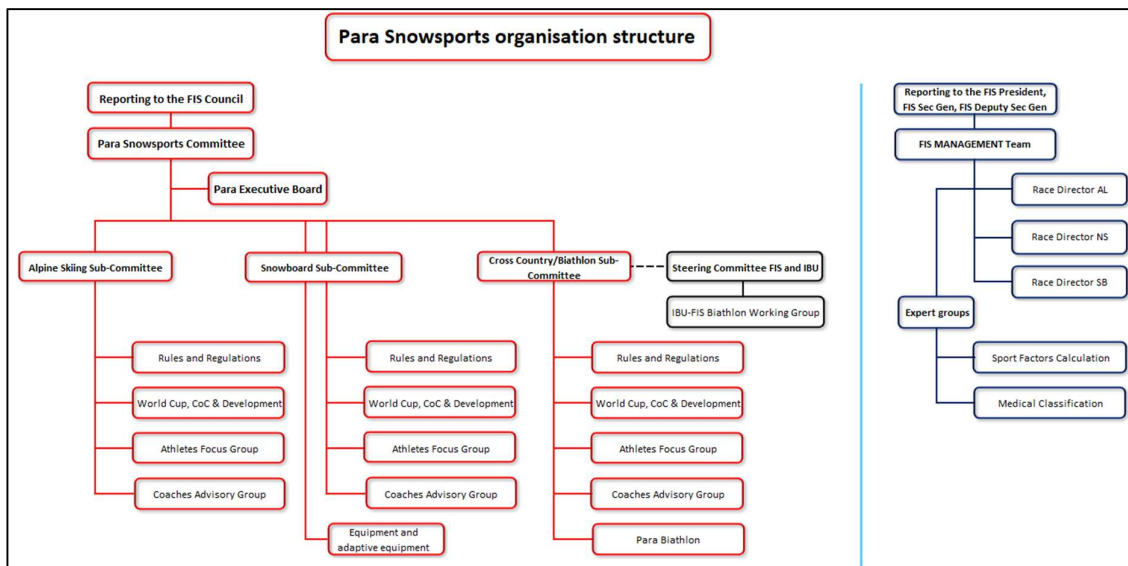 Para Snowsports organisation structure
Reporting to the FIS Council
Para Snowsports Committee
Para Executive Board
Alpine Skiing Sub-Committee
Snowboard Sub-Committee
Cross Country/Biathlon Sub-
Committee
Steering Committee FIS and IBU
IBU-FIS Biathlon Working Group
Rules and Regulations
World Cup, CoC & Development
Athletes Focus Group
Coaches Advisory Group
Rules and Regulations
World Cup, CoC & Development
Athletes Focus Group
Coaches Advisory Group
Equipment and
adaptive equipment
Rules and Regulations
World Cup, CoC & Development
Athletes Focus Group
Coaches Advisory Group
Para Biathlon
Reporting to the FIS President,
FIS Sec Gen, FIS Deputy Sec Gen
FIS MANAGEMENT Team
Race Director AL
Race Director NS
Race Director SB
Expert groups
Sport Factors Calculation
Medical Classification